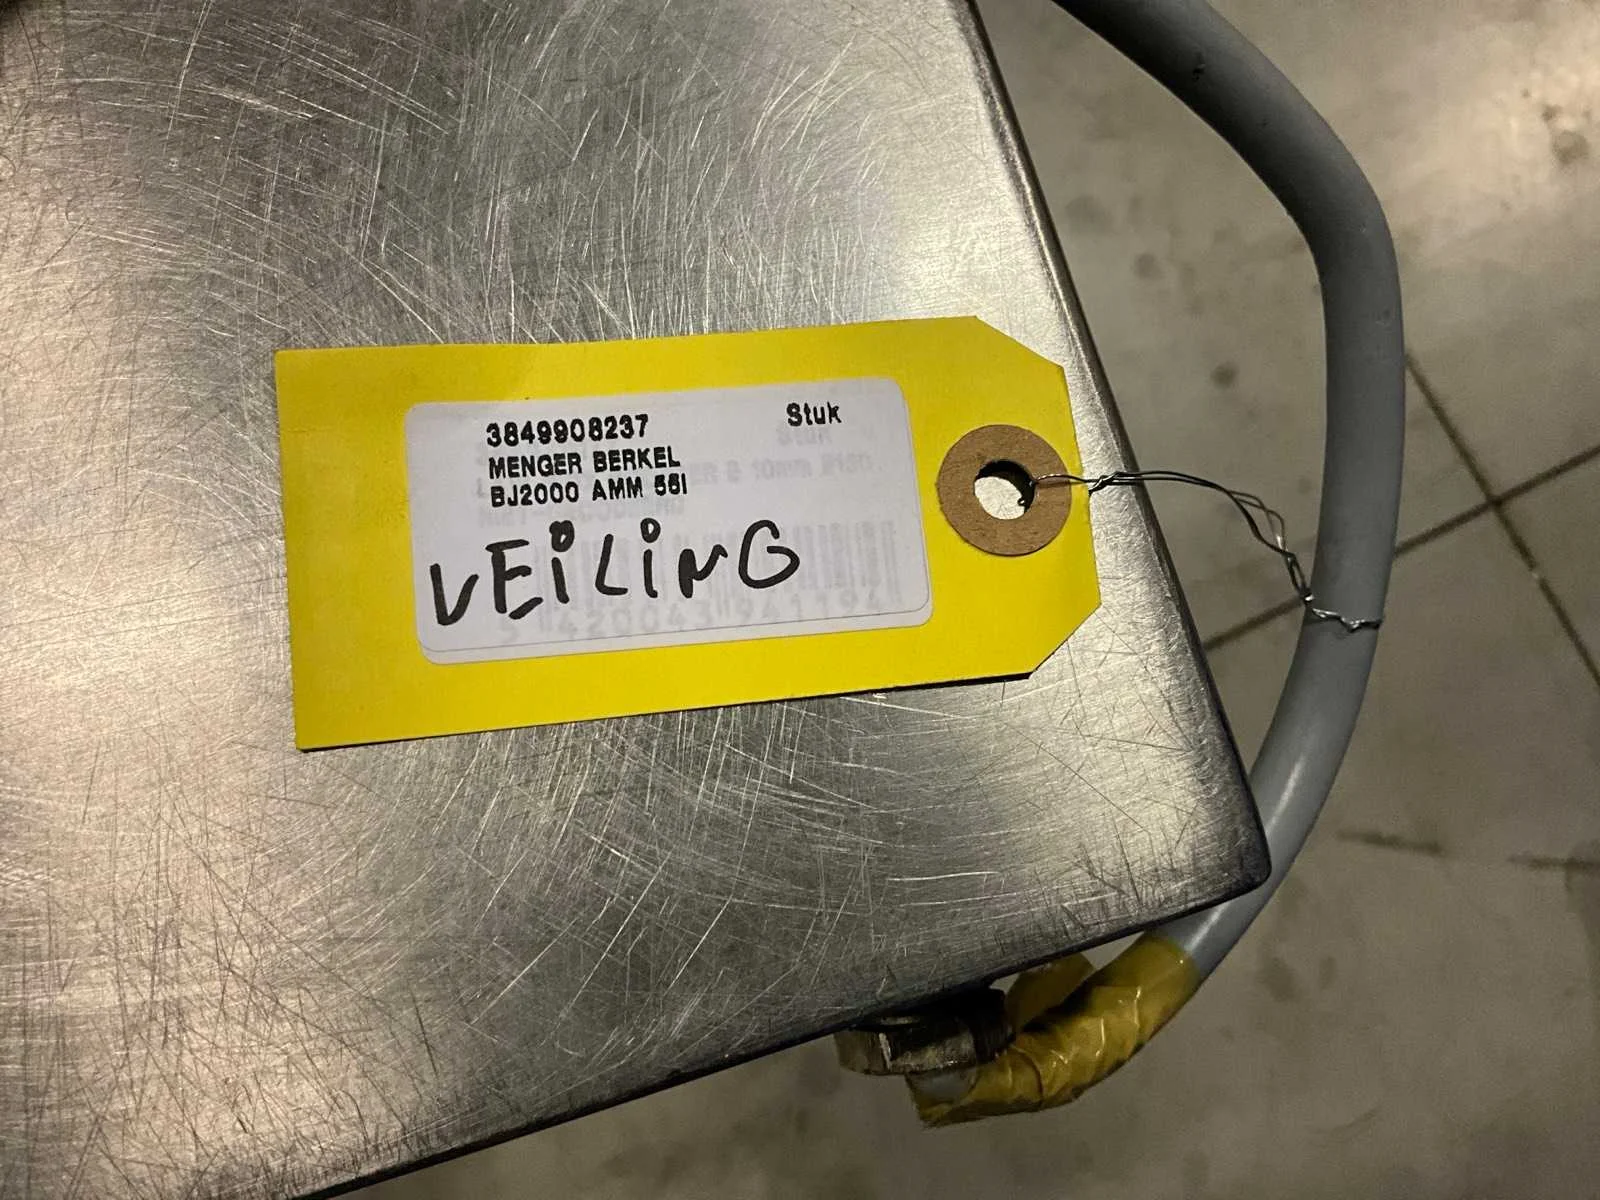 3849908237 Stuk
MENGER BERKEL
BJ2000 AMM 55l
VEiLiNG